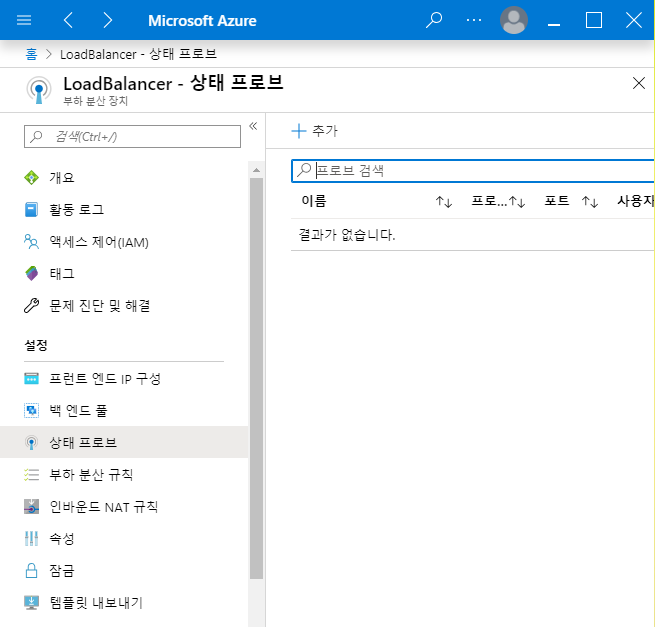 Microsoft Azure
홈 > LoadBalancer - 상태 프로브
LoadBalancer - 상태 프로브
부하 분산 장치
검색(Ctrl+/)
개요
활동 로그
액세스 제어(IAM)
태그
문제 진단 및 해결
설정
프런트 엔드 IP 구성
백 엔드 풀
상태 프로브
부하 분산 규칙
인바운드 NAT 규칙
속성
잠금
템플릿 내보내기
추가
프로브 검색
이름 프로... 포트 사용자
결과가 없습니다.